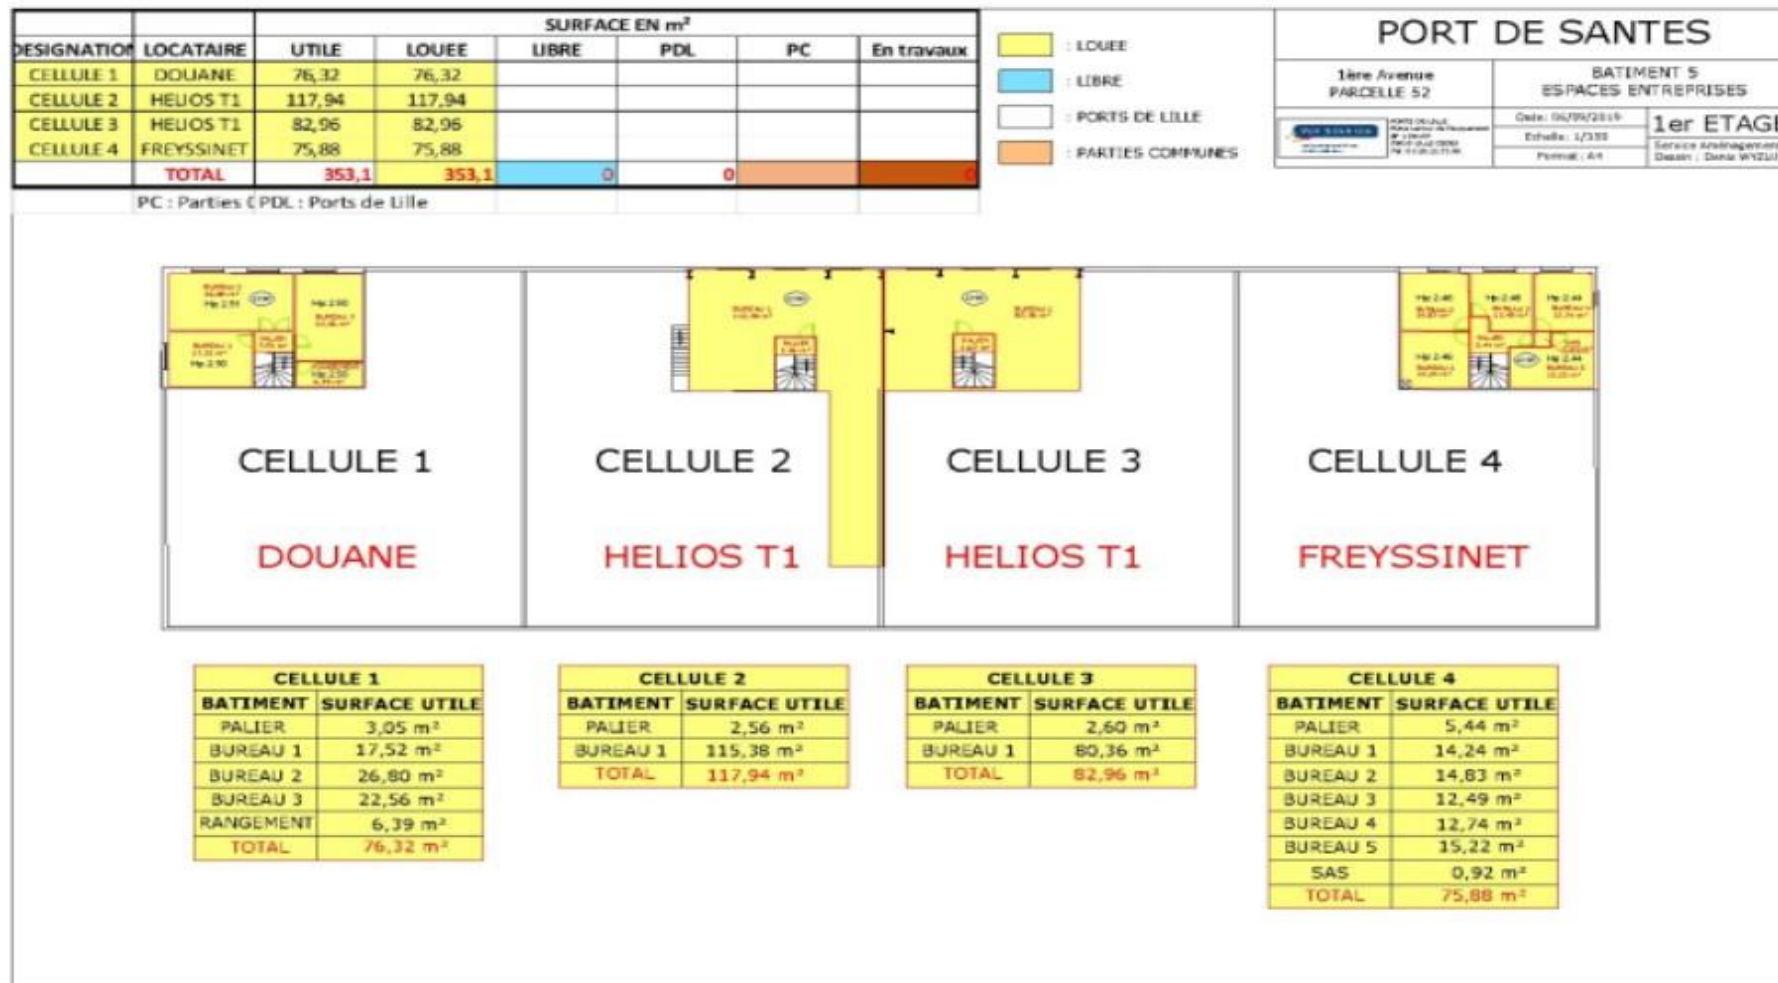 SURFACE EN m²
DESIGNATION LOCATAIRE UTILE LOUEE LIBRE PDL PC En travaux
CELLULE 1 DOUANE 76,32 76,32
CELLULE 2 HELIOS T1 117,94 117,94
CELLULE 3 HELIOS T1 82,96 82,96
CELLULE 4 FREYSSINET 75,88 75,88
TOTAL 353,1 353,1 0 0 0
PC : Parties C PDL : Ports de Lille
: LOUEE
: LIBRE
: PORTS DE LILLE
: PARTIES COMMUNES
PORT DE SANTES
1ère Avenue
PARCELLE 52
BATIMENT 5
ESPACES ENTREPRISES
Date: 06/09/2019
Format : A4
1er ETAGE
Service Aménagement
CELLULE 1
CELLULE 2
CELLULE 3
CELLULE 4
DOUANE
HELIOS T1
HELIOS T1
FREYSSINET
CELLULE 1
BATIMENT SURFACE UTILE
PALIER 3,05 m²
BUREAU 1 17,52 m²
BUREAU 2 26,80 m²
BUREAU 3 22,56 m²
RANGEMENT 6,39 m²
TOTAL 76,32 m²
CELLULE 2
BATIMENT SURFACE UTILE
PALIER 2,56 m²
BUREAU 1 115,38 m²
TOTAL 117,94 m²
CELLULE 3
BATIMENT SURFACE UTILE
PALIER 2,60 m²
BUREAU 1 80,36 m²
TOTAL 82,96 m²
CELLULE 4
BATIMENT SURFACE UTILE
PALIER 5,44 m²
BUREAU 1 14,24 m²
BUREAU 2 14,83 m²
BUREAU 3 12,49 m²
BUREAU 4 12,74 m²
BUREAU 5 15,22 m²
SAS 0,92 m²
TOTAL 75,88 m²